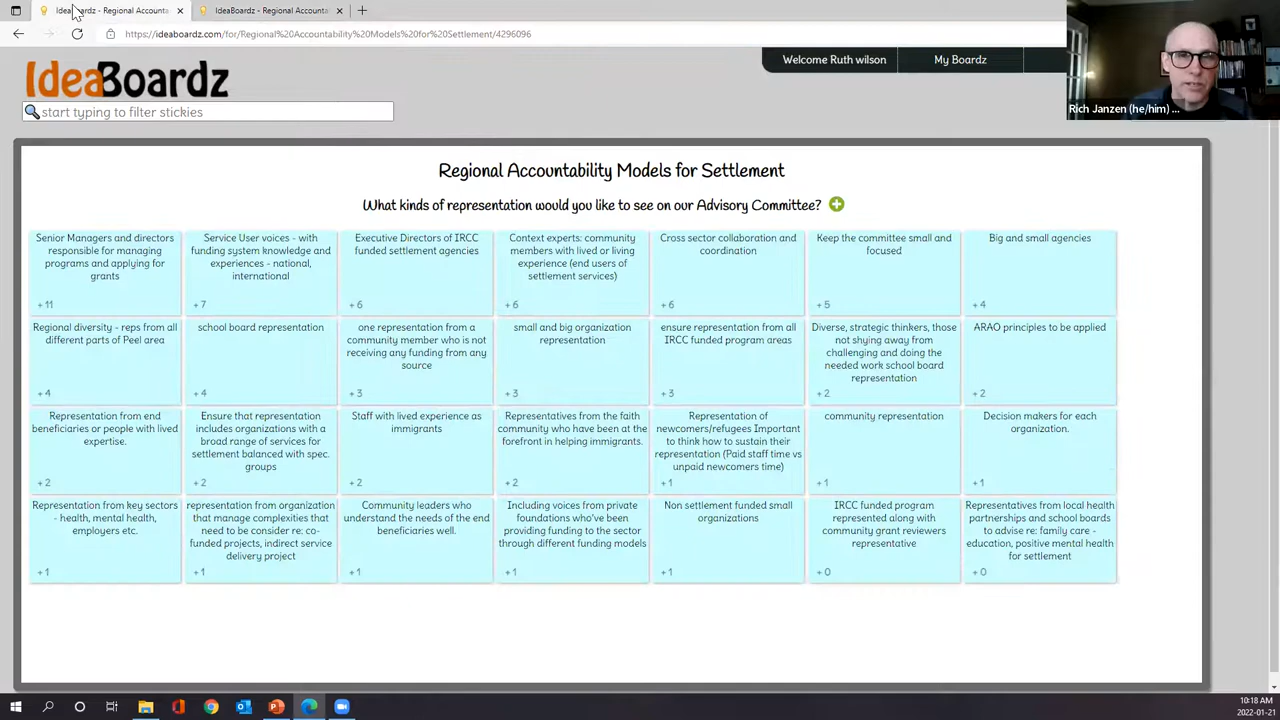 IdeaBoardz - Regional Accounta
IdeaBoardz - Regional Accounta
https://ideaboardz.com/for/Regional%20Accountability%20Models%20for%20Settlement/4296096
IdeaBoardz
Welcome Ruth wilson
My Boardz
Rich Janzen (he/him) ...
start typing to filter stickies
Regional Accountability Models for Settlement
What kinds of representation would you like to see on our Advisory Committee?
Senior Managers and directors
responsible for managing
programs and applying for
grants
+11
Service User voices - with
funding system knowledge and
experiences - national,
international
+7
Executive Directors of IRCC
funded settlement agencies
+6
Context experts: community
members with lived or living
experience (end users of
settlement services)
+6
Cross sector collaboration and
coordination
+6
Keep the committee small and
focused
+5
Big and small agencies
+4
Regional diversity - reps from all
different parts of Peel area
+4
school board representation
+4
one representation from a
community member who is not
receiving any funding from any
source
+3
small and big organization
representation
+3
ensure representation from all
IRCC funded program areas
+3
Diverse, strategic thinkers, those
not shying away from
challenging and doing the
needed work school board
representation
+2
ARAO principles to be applied
+2
Representation from end
beneficiaries or people with lived
expertise.
+2
Ensure that representation
includes organizations with a
broad range of services for
settlement balanced with spec.
groups
+2
Staff with lived experience as
immigrants
+2
Representatives from the faith
community who have been at the
forefront in helping immigrants.
+2
Representation of
newcomers/refugees Important
to think how to sustain their
representation (Paid staff time vs
unpaid newcomers time)
+1
community representation
+1
Decision makers for each
organization.
+1
Representation from key sectors
- health, mental health,
employers etc.
+1
representation from organization
that manage complexities that
need to be consider re: co-
funded projects, indirect service
delivery project
+1
Community leaders who
understand the needs of the end
beneficiaries well.
+1
Including voices from private
foundations who've been
providing funding to the sector
through different funding models
+1
Non settlement funded small
organizations
+1
IRCC funded program
represented along with
community grant reviewers
representative
+0
Representatives from local health
partnerships and school boards
to advise re: family care -
education, positive mental health
for settlement
+0
10:18 AM
2022-01-21